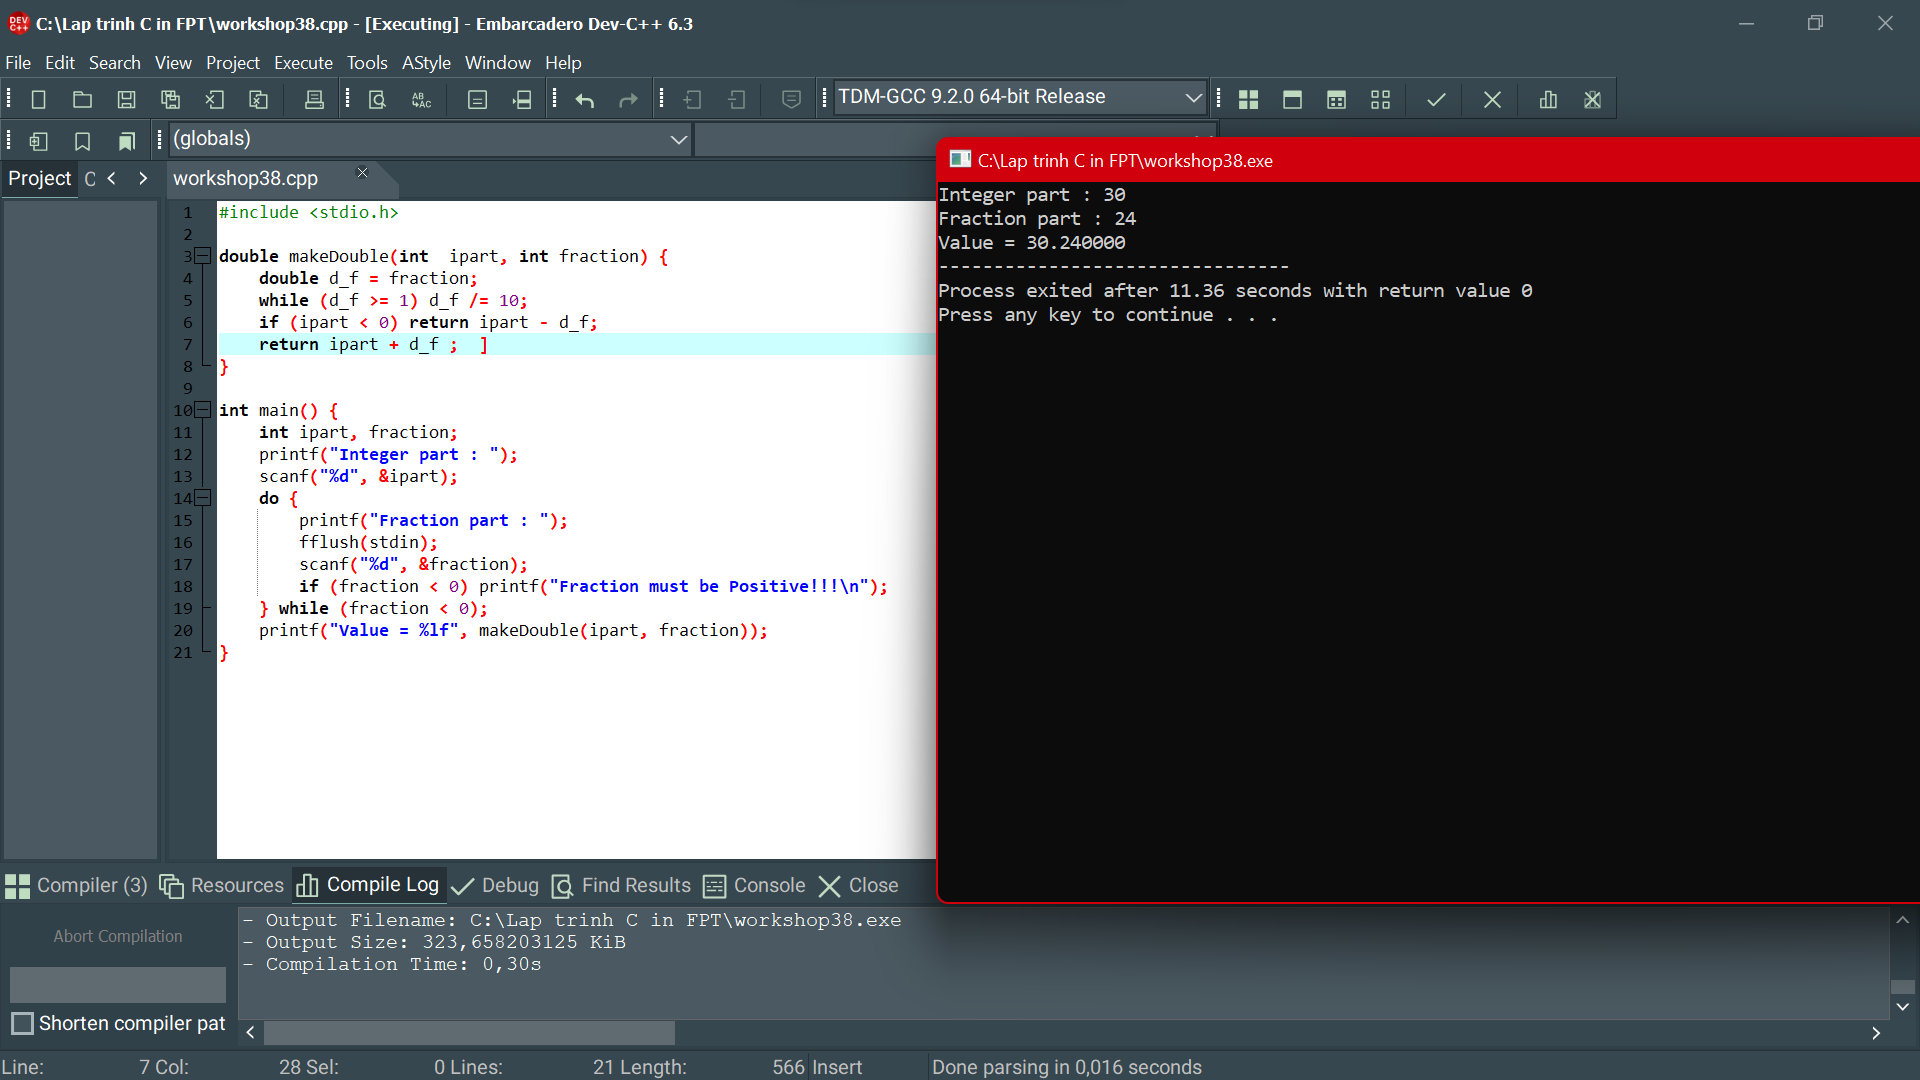 C:\Lap trinh C in FPT\workshop38.cpp - [Executing] - Embarcadero Dev-C++ 6.3
File Edit Search View Project Execute Tools AStyle Window Help
TDM-GCC 9.2.0 64-bit Release
(globals)
Project C
workshop38.cpp
1 #include <stdio.h>
2
3 double makeDouble(int  ipart, int fraction) {
4     double d_f = fraction;
5     while (d_f >= 1) d_f /= 10;
6     if (ipart < 0) return ipart - d_f;
7     return ipart + d_f ;  ]
8 }
9
10 int main() {
11     int ipart, fraction;
12     printf("Integer part : ");
13     scanf("%d", &ipart);
14     do {
15         printf("Fraction part : ");
16         fflush(stdin);
17         scanf("%d", &fraction);
18         if (fraction < 0) printf("Fraction must be Positive!!!\n");
19     } while (fraction < 0);
20     printf("Value = %lf", makeDouble(ipart, fraction));
21 }
C:\Lap trinh C in FPT\workshop38.exe
Integer part : 30
Fraction part : 24
Value = 30.240000
--------------------------------
Process exited after 11.36 seconds with return value 0
Press any key to continue . . .
Compiler (3) Resources Compile Log Debug Find Results Console Close
Abort Compilation
Shorten compiler pat
- Output Filename: C:\Lap trinh C in FPT\workshop38.exe
- Output Size: 323,658203125 KiB
- Compilation Time: 0,30s
Line: 7 Col: 28 Sel: 0 Lines: 21 Length: 566 Insert Done parsing in 0,016 seconds